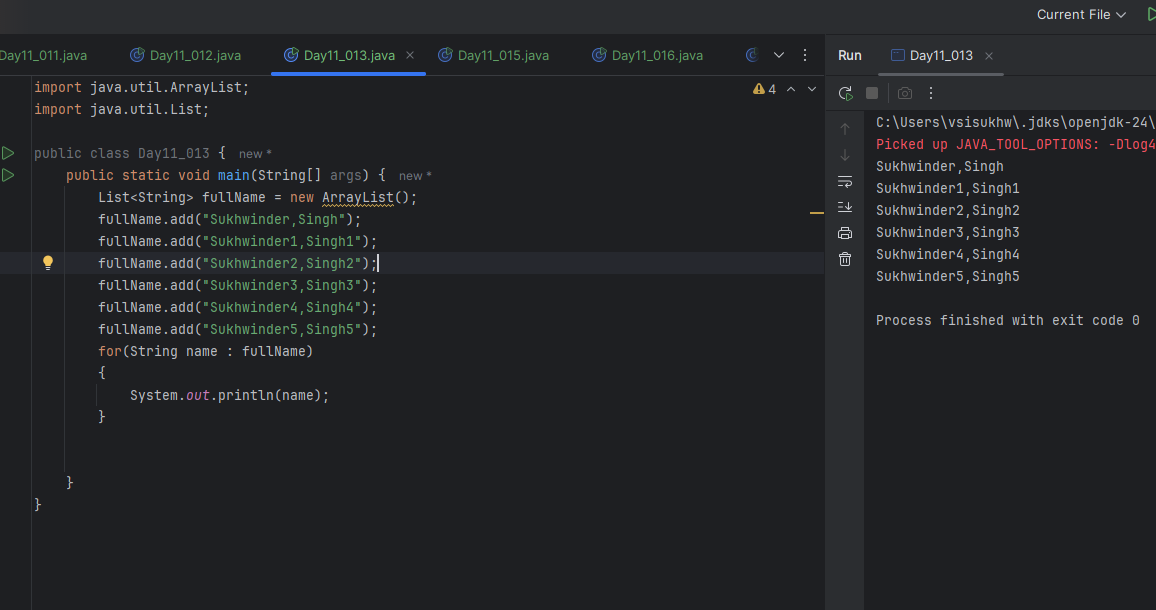 Current File
Day11_011.java Day11_012.java Day11_013.java Day11_015.java Day11_016.java
Run Day11_013
4
import java.util.ArrayList;
import java.util.List;
public class Day11_013 { new *
public static void main(String[] args) { new *
List<String> fullName = new ArrayList();
fullName.add("Sukhwinder,Singh");
fullName.add("Sukhwinder1,Singh1");
fullName.add("Sukhwinder2,Singh2");
fullName.add("Sukhwinder3,Singh3");
fullName.add("Sukhwinder4,Singh4");
fullName.add("Sukhwinder5,Singh5");
for(String name : fullName)
{
System.out.println(name);
}
}
}
C:\Users\vsisukhw\.jdks\openjdk-24\
Picked up JAVA_TOOL_OPTIONS: -Dlog4
Sukhwinder,Singh
Sukhwinder1,Singh1
Sukhwinder2,Singh2
Sukhwinder3,Singh3
Sukhwinder4,Singh4
Sukhwinder5,Singh5
Process finished with exit code 0